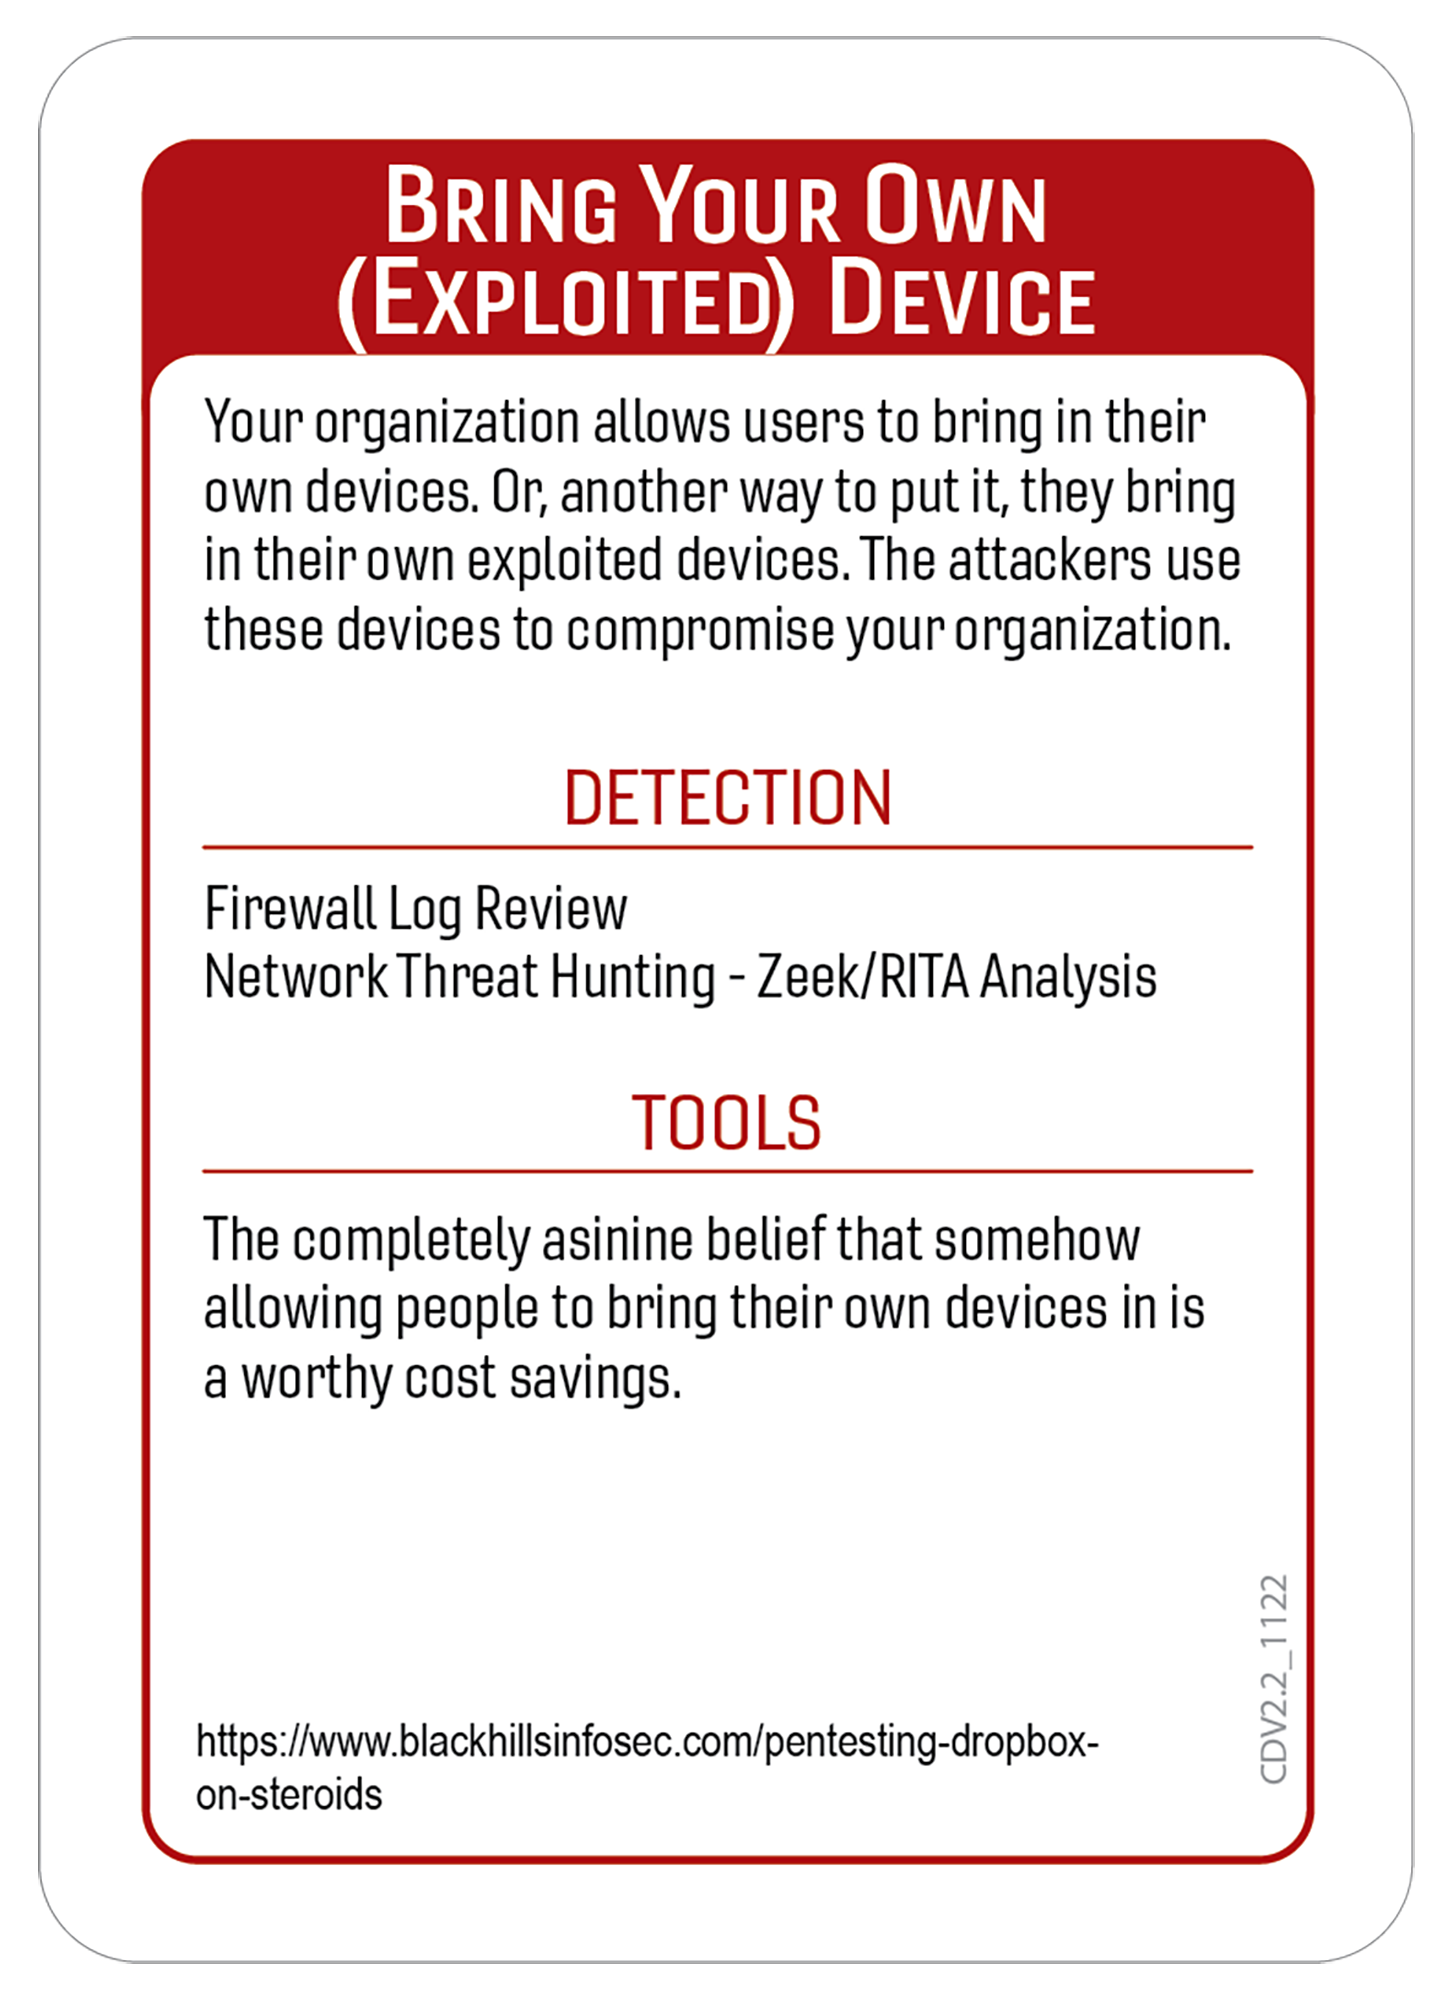 Bring Your Own
(Exploited) Device
Your organization allows users to bring in their
own devices. Or, another way to put it, they bring
in their own exploited devices. The attackers use
these devices to compromise your organization.
DETECTION
Firewall Log Review
Network Threat Hunting - Zeek/RITA Analysis
TOOLS
The completely asinine belief that somehow
allowing people to bring their own devices in is
a worthy cost savings.
https://www.blackhillsinfosec.com/pentesting-dropbox-
on-steroids
CDV2.2_1122